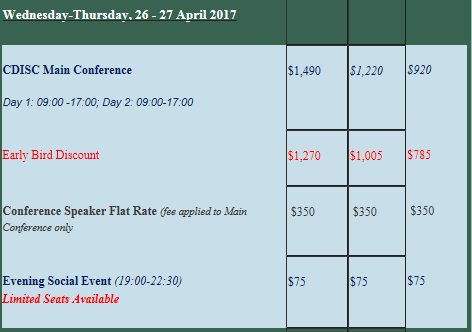 Wednesday-Thursday, 26 - 27 April 2017
CDISC Main Conference $1,490 $1,220 $920
Day 1: 09:00 -17:00; Day 2: 09:00-17:00
Early Bird Discount $1,270 $1,005 $785
Conference Speaker Flat Rate (fee applied to Main $350 $350 $350
Conference only
Evening Social Event (19:00-22:30) $75 $75 $75
Limited Seats Available